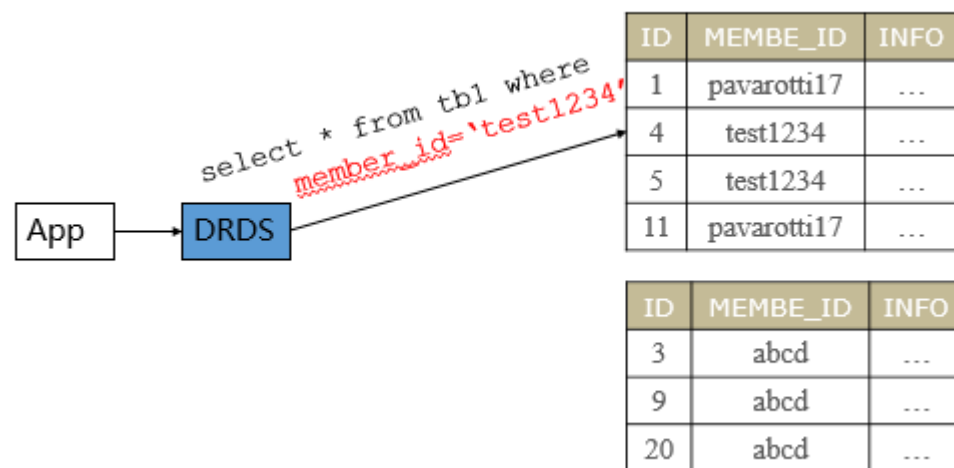 select * from tb1 where
member_id=‘test1234’
App
DRDS
ID MEMBE_ID INFO
1 pavarotti17 ...
4 test1234 ...
5 test1234 ...
11 pavarotti17 ...
ID MEMBE_ID INFO
3 abcd ...
9 abcd ...
20 abcd ...